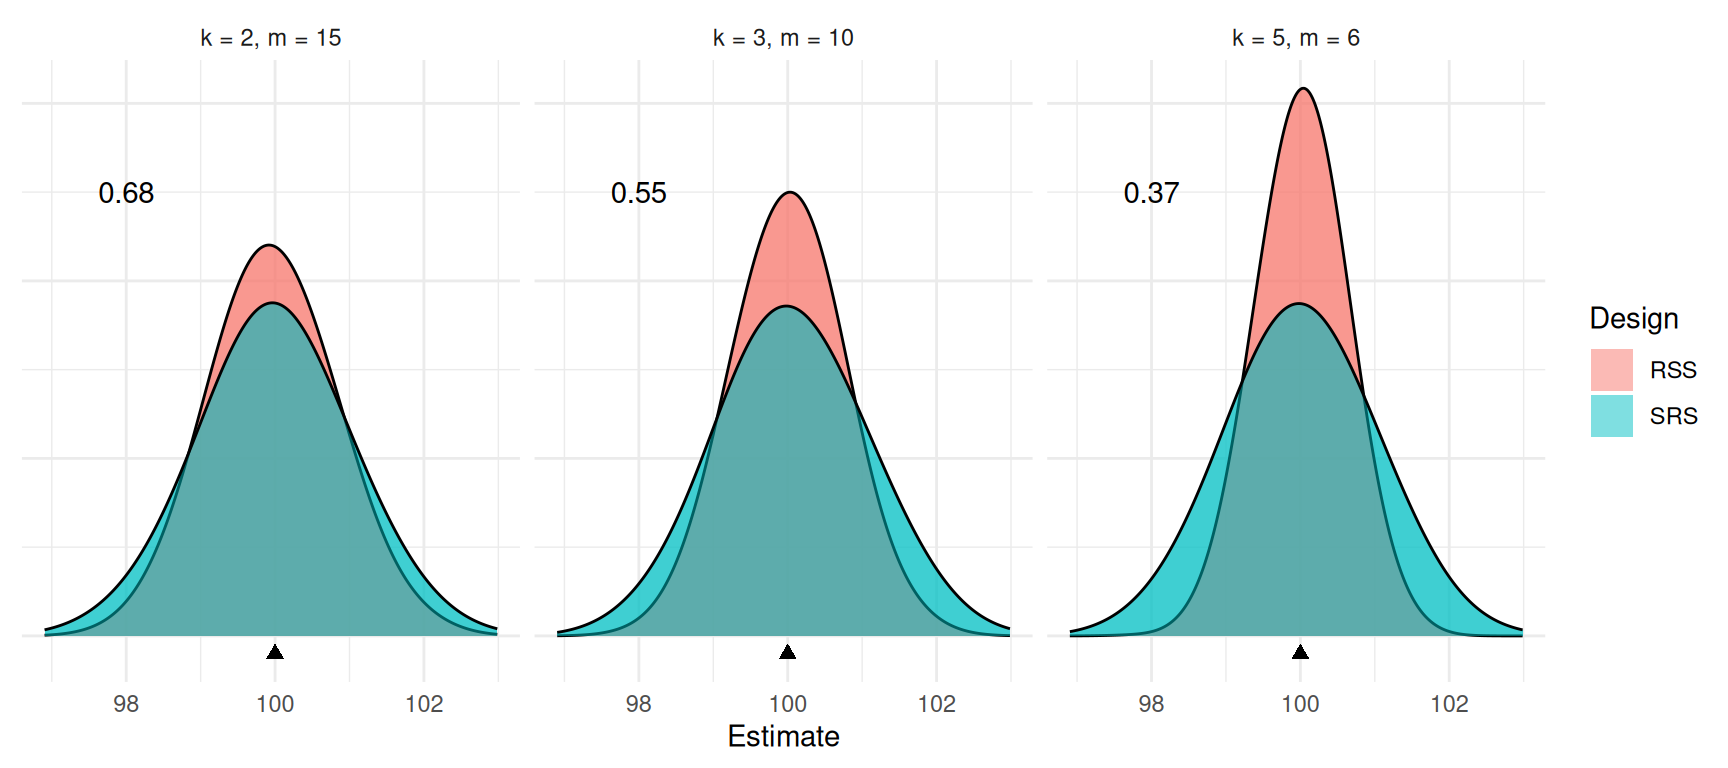 k = 2, m = 15
k = 3, m = 10
k = 5, m = 6
0.68
0.55
0.37
98 100 102
98 100 102
98 100 102
Estimate
Design
RSS
SRS